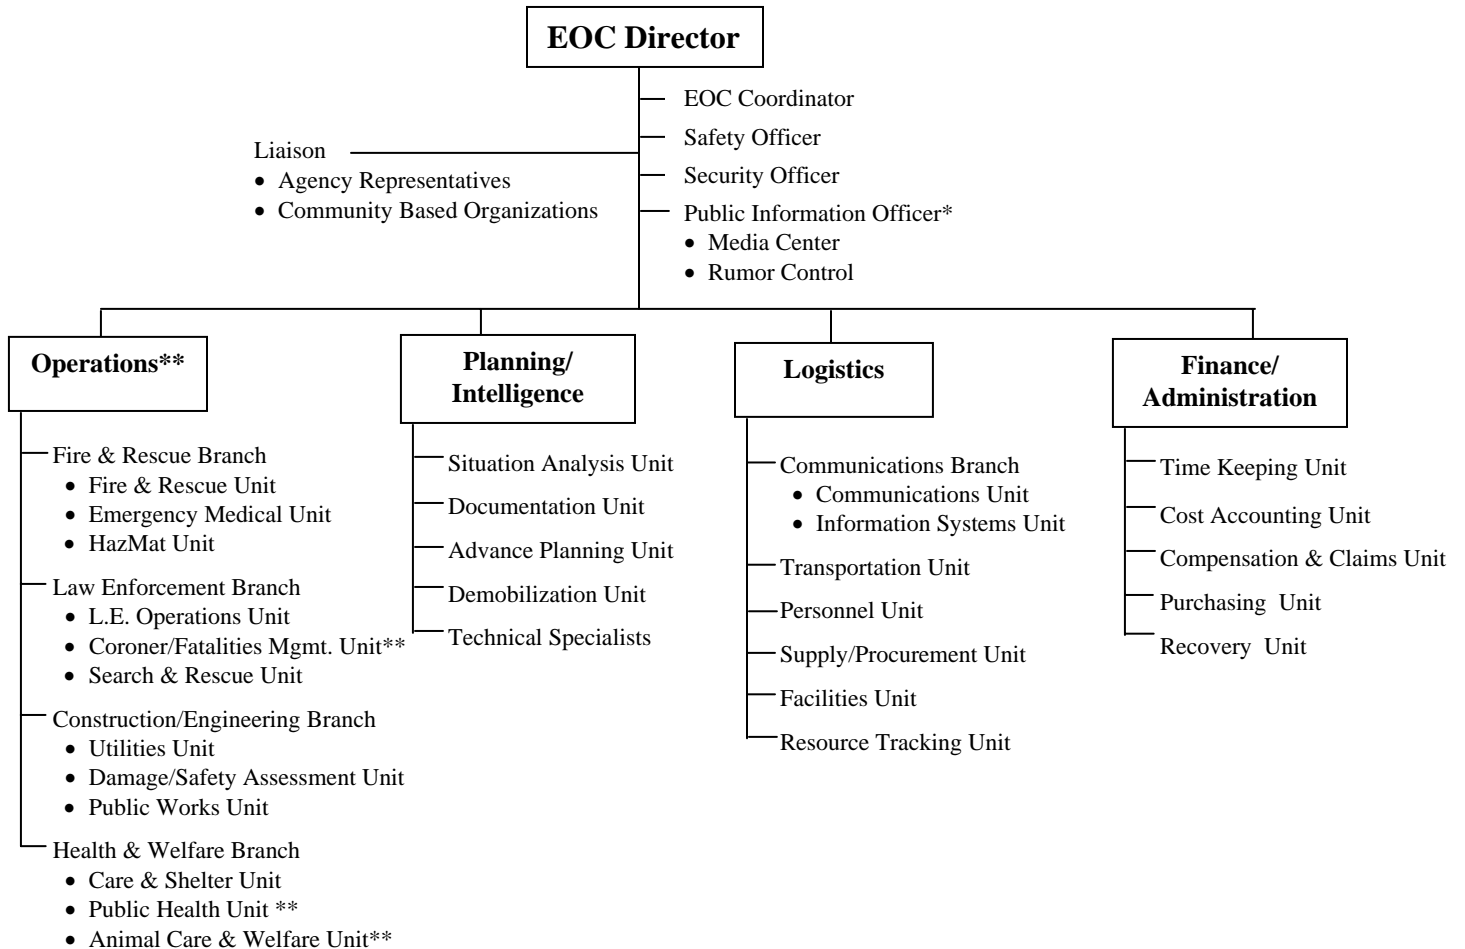 EOC Director
EOC Coordinator
Safety Officer
Liaison
• Agency Representatives
• Community Based Organizations
Security Officer
Public Information Officer*
• Media Center
• Rumor Control
Operations**
Fire & Rescue Branch
• Fire & Rescue Unit
• Emergency Medical Unit
• HazMat Unit
Law Enforcement Branch
• L.E. Operations Unit
• Coroner/Fatalities Mgmt. Unit**
• Search & Rescue Unit
Construction/Engineering Branch
• Utilities Unit
• Damage/Safety Assessment Unit
• Public Works Unit
Health & Welfare Branch
• Care & Shelter Unit
• Public Health Unit **
• Animal Care & Welfare Unit**
Planning/
Intelligence
Situation Analysis Unit
Documentation Unit
Advance Planning Unit
Demobilization Unit
Technical Specialists
Logistics
Communications Branch
• Communications Unit
• Information Systems Unit
Transportation Unit
Personnel Unit
Supply/Procurement Unit
Facilities Unit
Resource Tracking Unit
Finance/
Administration
Time Keeping Unit
Cost Accounting Unit
Compensation & Claims Unit
Purchasing  Unit
Recovery  Unit